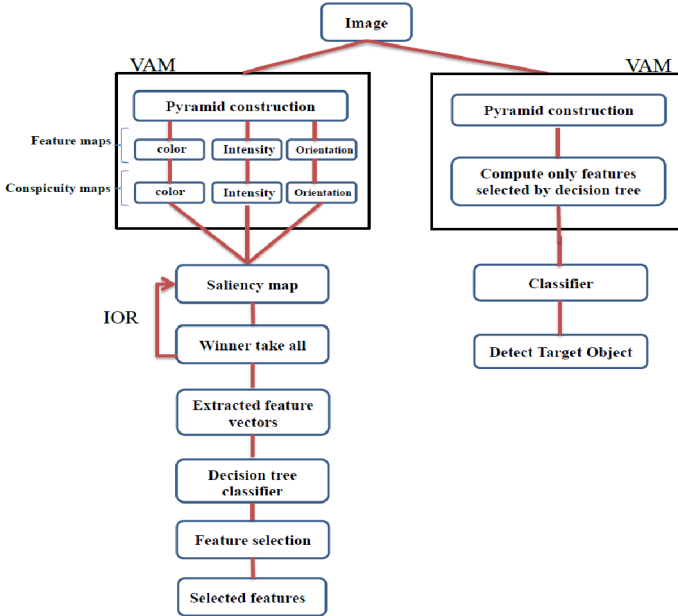 Image
VAM
VAM
Pyramid construction
Pyramid construction
Feature maps
color
Intensity
Orientation
Compute only features
selected by decision tree
Conspicuity maps
color
Intensity
Orientation
Saliency map
Classifier
IOR
Winner take all
Detect Target Object
Extracted feature
vectors
Decision tree
classifier
Feature selection
Selected features